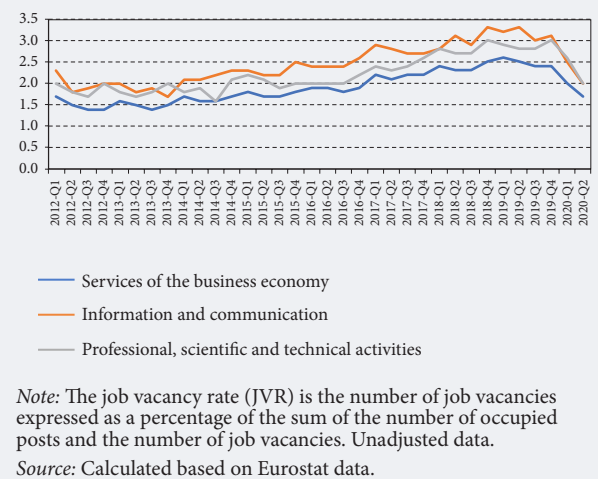 3.5
3.0
2.5
2.0
1.5
1.0
0.5
0.0
2012-Q1
2012-Q2
2012-Q3
2012-Q4
2013-Q1
2013-Q2
2013-Q3
2013-Q4
2014-Q1
2014-Q2
2014-Q3
2014-Q4
2015-Q1
2015-Q2
2015-Q3
2015-Q4
2016-Q1
2016-Q2
2016-Q3
2016-Q4
2017-Q1
2017-Q2
2017-Q3
2017-Q4
2018-Q1
2018-Q2
2018-Q3
2018-Q4
2019-Q1
2019-Q2
2019-Q3
2019-Q4
2020-Q1
2020-Q2
Services of the business economy
Information and communication
Professional, scientific and technical activities
Note: The job vacancy rate (JVR) is the number of job vacancies
expressed as a percentage of the sum of the number of occupied
posts and the number of job vacancies. Unadjusted data.
Source: Calculated based on Eurostat data.